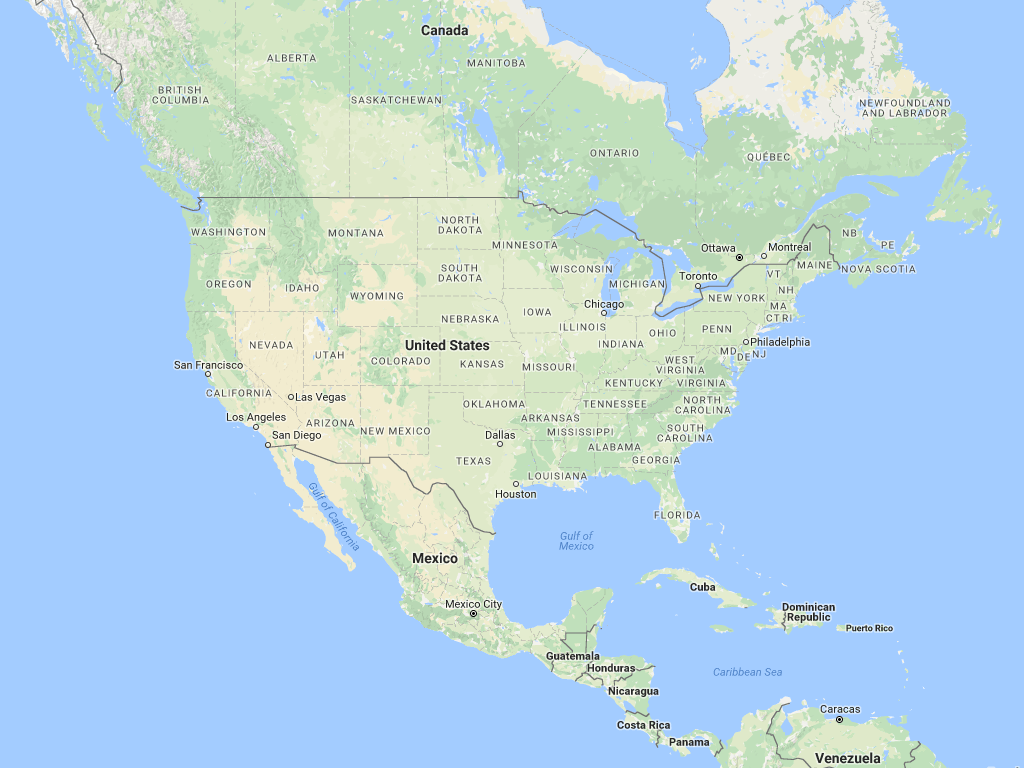 Canada
ALBERTA
MANITOBA
BRITISH
COLUMBIA
SASKATCHEWAN
NEWFOUNDLAND
AND LABRADOR
ONTARIO
QUÉBEC
WASHINGTON
MONTANA
NORTH
DAKOTA
MINNESOTA
Ottawa
Montreal
NB
PE
MAINE
NOVA SCOTIA
OREGON
IDAHO
SOUTH
DAKOTA
WISCONSIN
MICHIGAN
Toronto
VT
NH
WYOMING
NEW YORK
MA
CT RI
Chicago
NEBRASKA
IOWA
ILLINOIS
INDIANA
OHIO
PENN
Philadelphia
NEVADA
UTAH
COLORADO
United States
KANSAS
MISSOURI
WEST
VIRGINIA
MD
DE
NJ
San Francisco
CALIFORNIA
Las Vegas
KENTUCKY
VIRGINIA
OKLAHOMA
TENNESSEE
NORTH
CAROLINA
Los Angeles
ARIZONA
NEW MEXICO
ARKANSAS
San Diego
Dallas
MISSISSIPPI
SOUTH
CAROLINA
ALABAMA
TEXAS
GEORGIA
LOUISIANA
Houston
Gulf of California
FLORIDA
Gulf of
Mexico
Mexico
Cuba
Mexico City
Dominican
Republic
Puerto Rico
Guatemala
Honduras
Caribbean Sea
Nicaragua
Caracas
Costa Rica
Panama
Venezuela